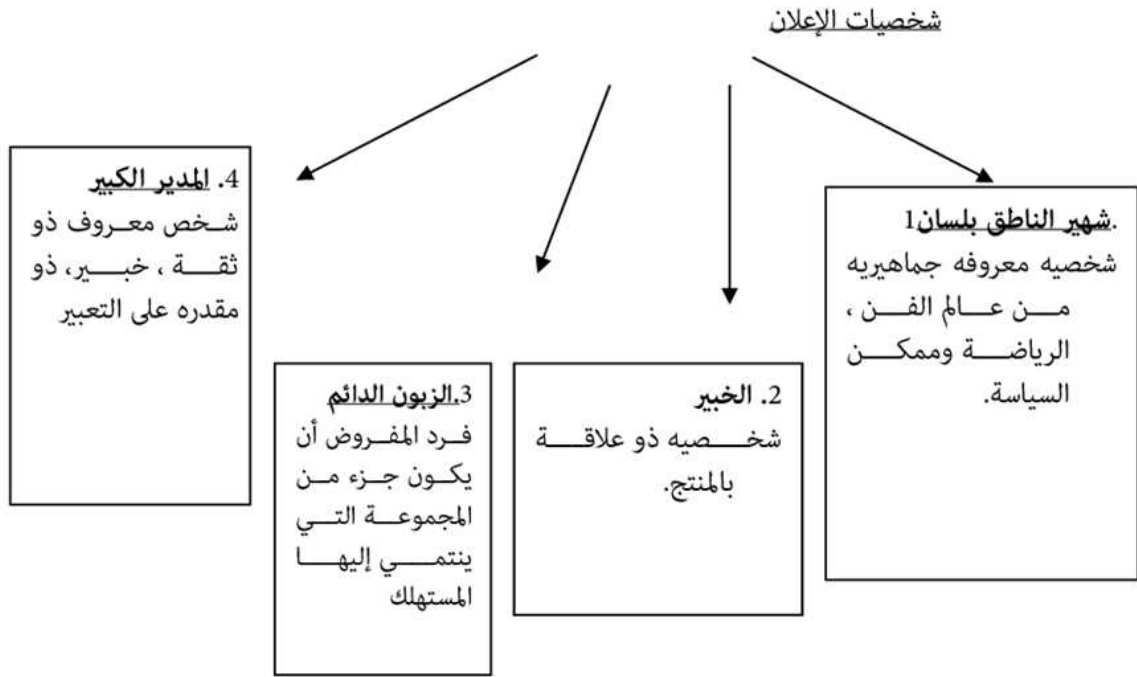 شخصيات الإعلان
.شهير الناطق بلسان1
شخصيه معروفه جماهيريه
من عالم الفن ،
الرياضة وممكن
السياسة.
2. الخبير
شخصيه ذو علاقة
بالمنتج.
3.الزبون الدائم
فرد المفروض أن
يكون جزء من
المجموعة التي
ينتمي إليها
المستهلك
4. المدير الكبير
شخص معروف ذو
ثقة ، خبير، ذو
مقدره على التعبير